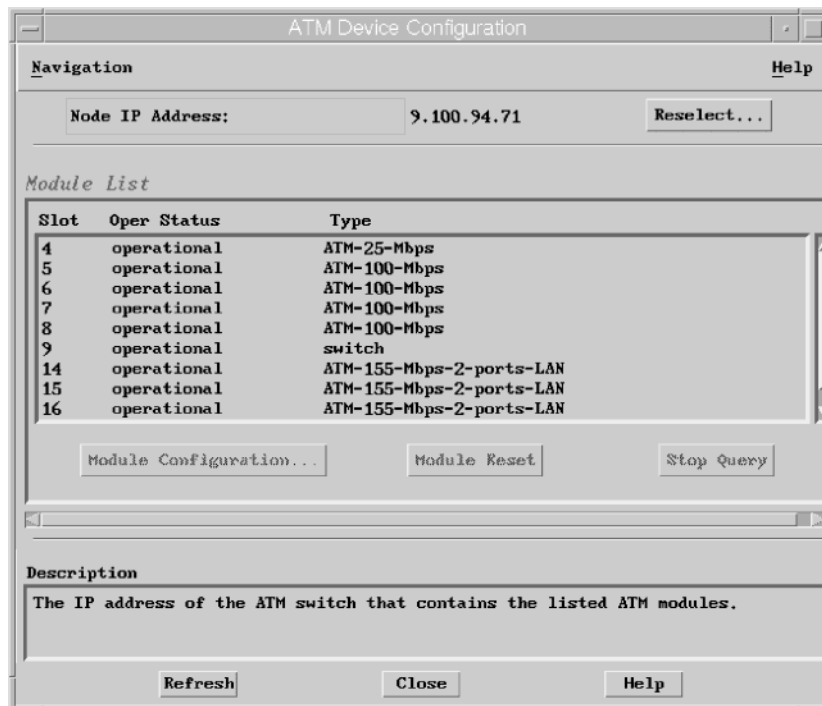 ATM Device Configuration
Navigation Help
Node IP Address: 9.100.94.71 Reselect...
Module List
Slot Oper Status Type
4 operational ATM-25-Mbps
5 operational ATM-100-Mbps
6 operational ATM-100-Mbps
7 operational ATM-100-Mbps
8 operational ATM-100-Mbps
9 operational switch
14 operational ATM-155-Mbps-2-ports-LAN
15 operational ATM-155-Mbps-2-ports-LAN
16 operational ATM-155-Mbps-2-ports-LAN
Module Configuration... Module Reset Stop Query
Description
The IP address of the ATM switch that contains the listed ATM modules.
Refresh Close Help